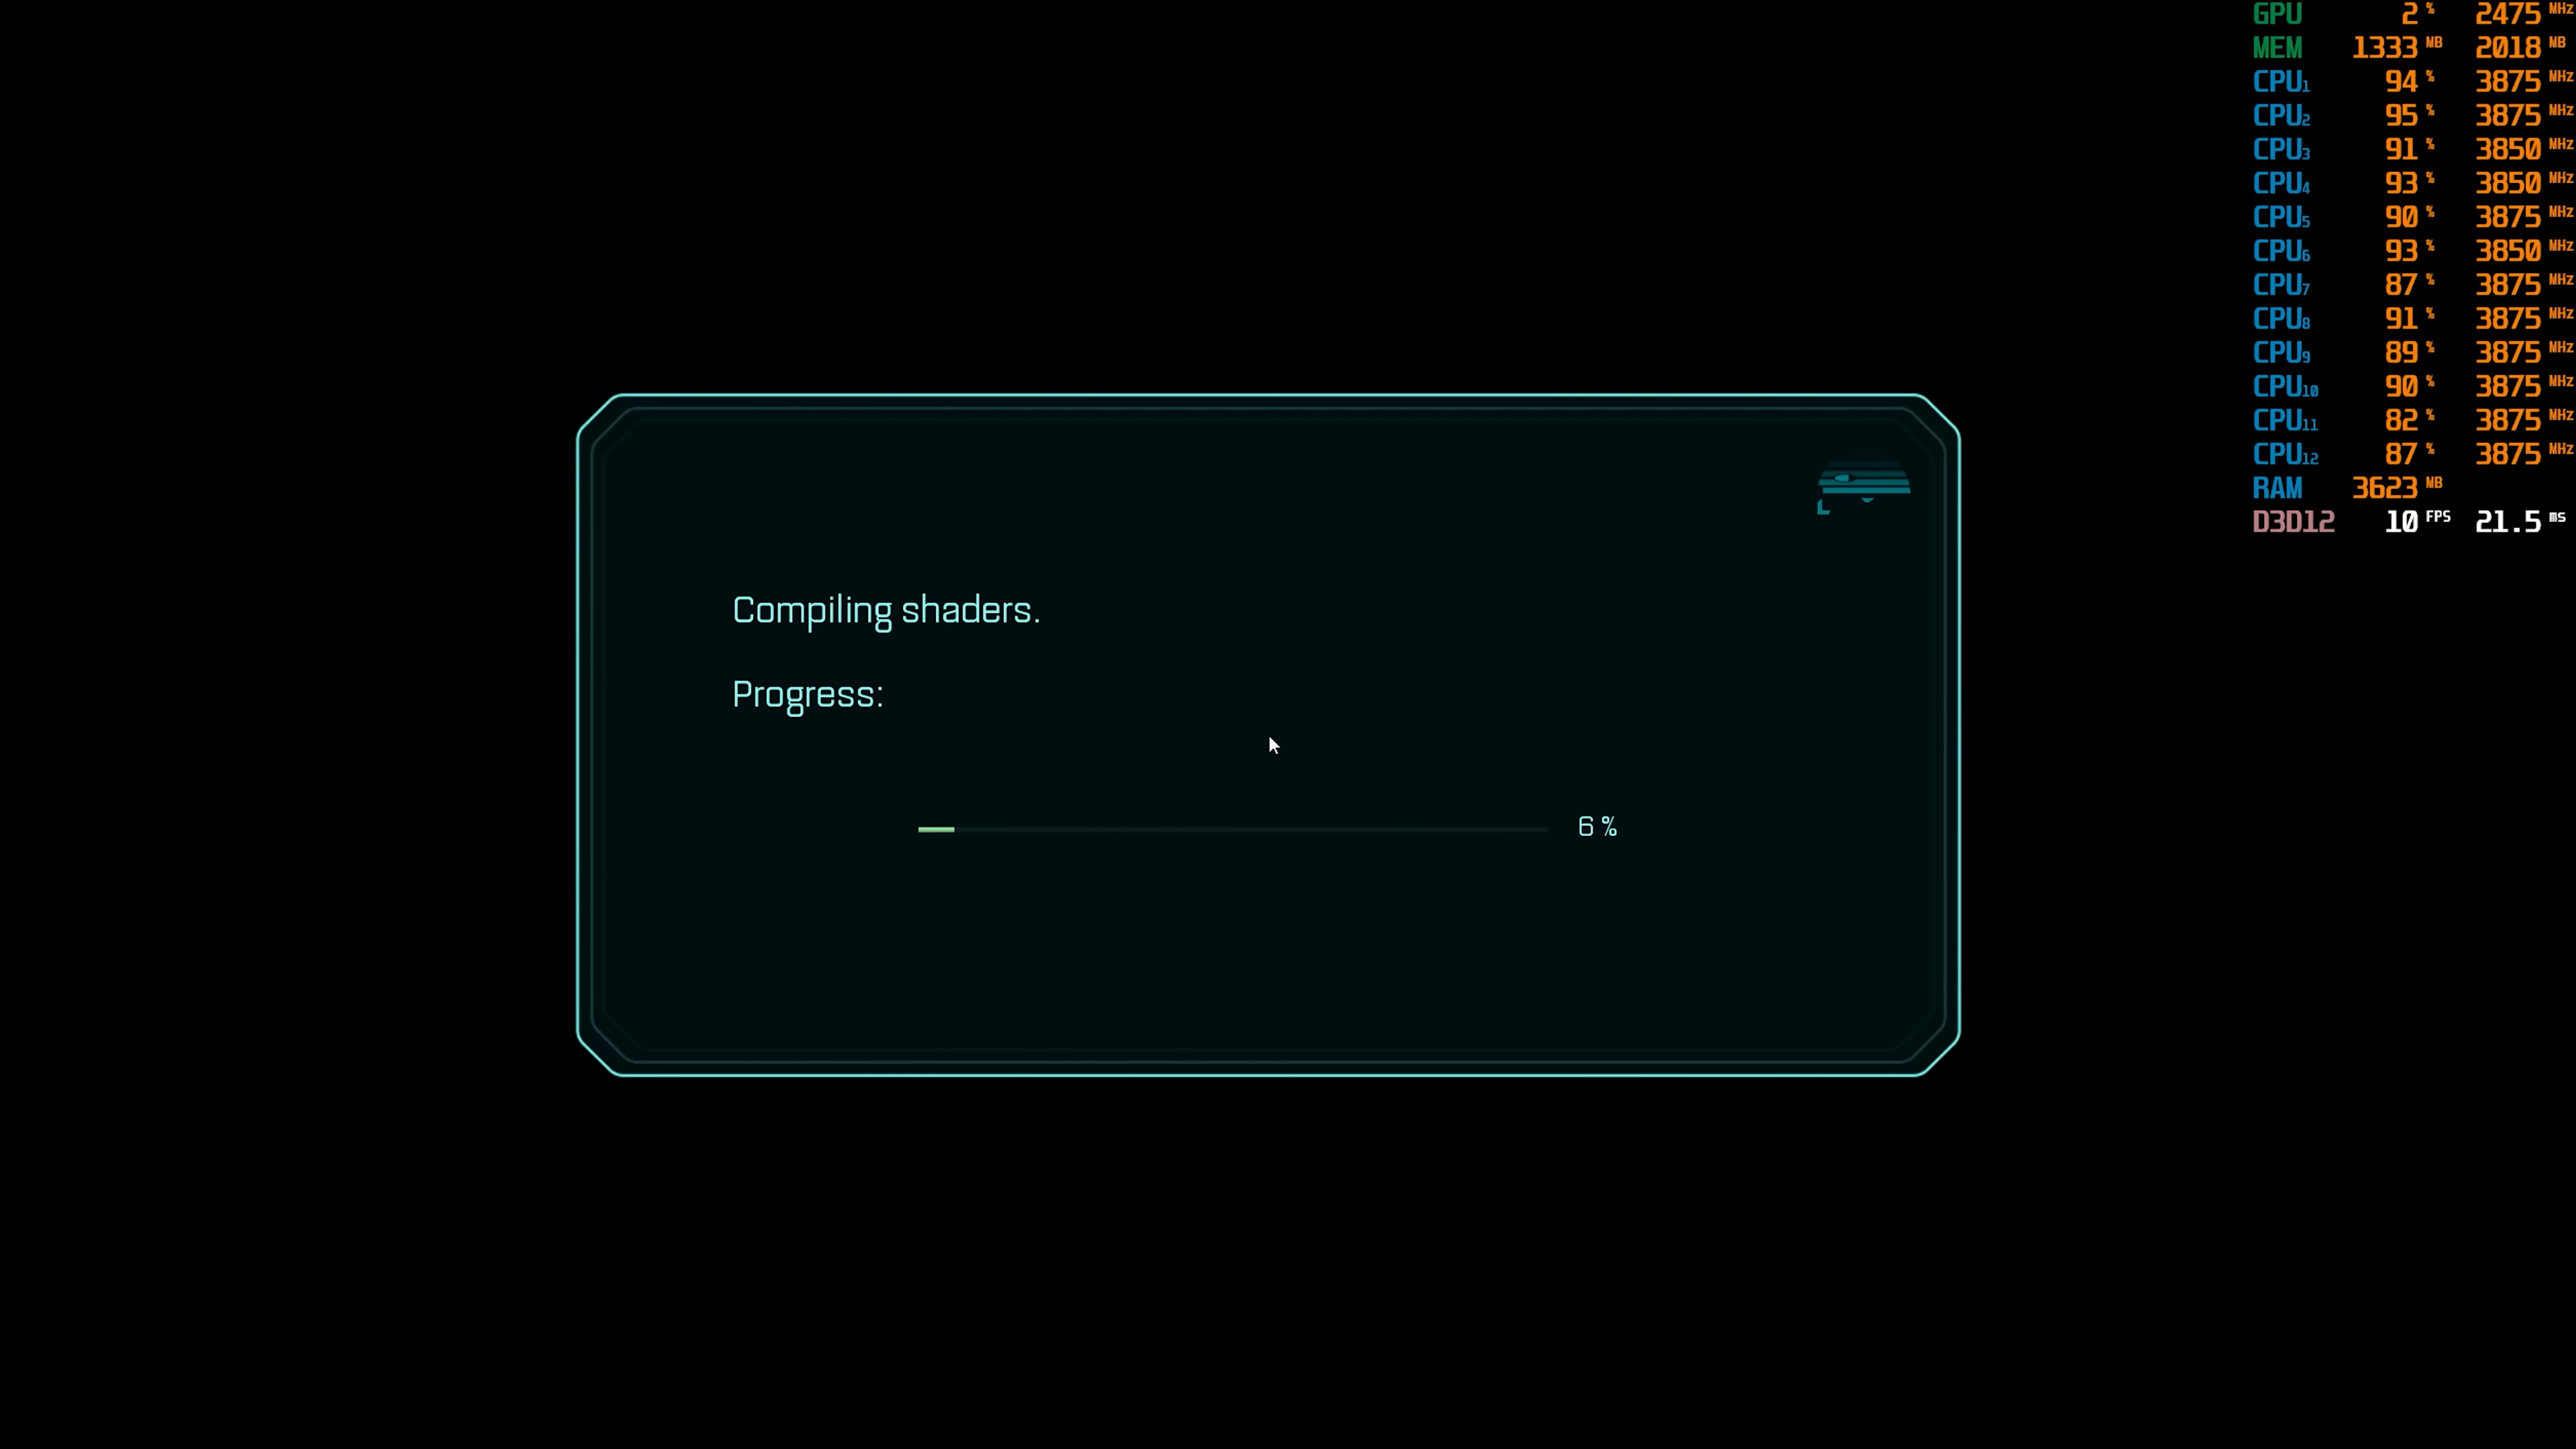 GPU 2 % 2475 MHz
MEM 1333 MB 2018 MB
CPU1 94 % 3875 MHz
CPU2 95 % 3875 MHz
CPU3 91 % 3850 MHz
CPU4 93 % 3850 MHz
CPU5 90 % 3875 MHz
CPU6 93 % 3850 MHz
CPU7 87 % 3875 MHz
CPU8 91 % 3875 MHz
CPU9 89 % 3875 MHz
CPU10 90 % 3875 MHz
CPU11 82 % 3875 MHz
CPU12 87 % 3875 MHz
RAM 3623 MB
D3D12 10 FPS 21.5 ms
Compiling shaders.
Progress:
6 %